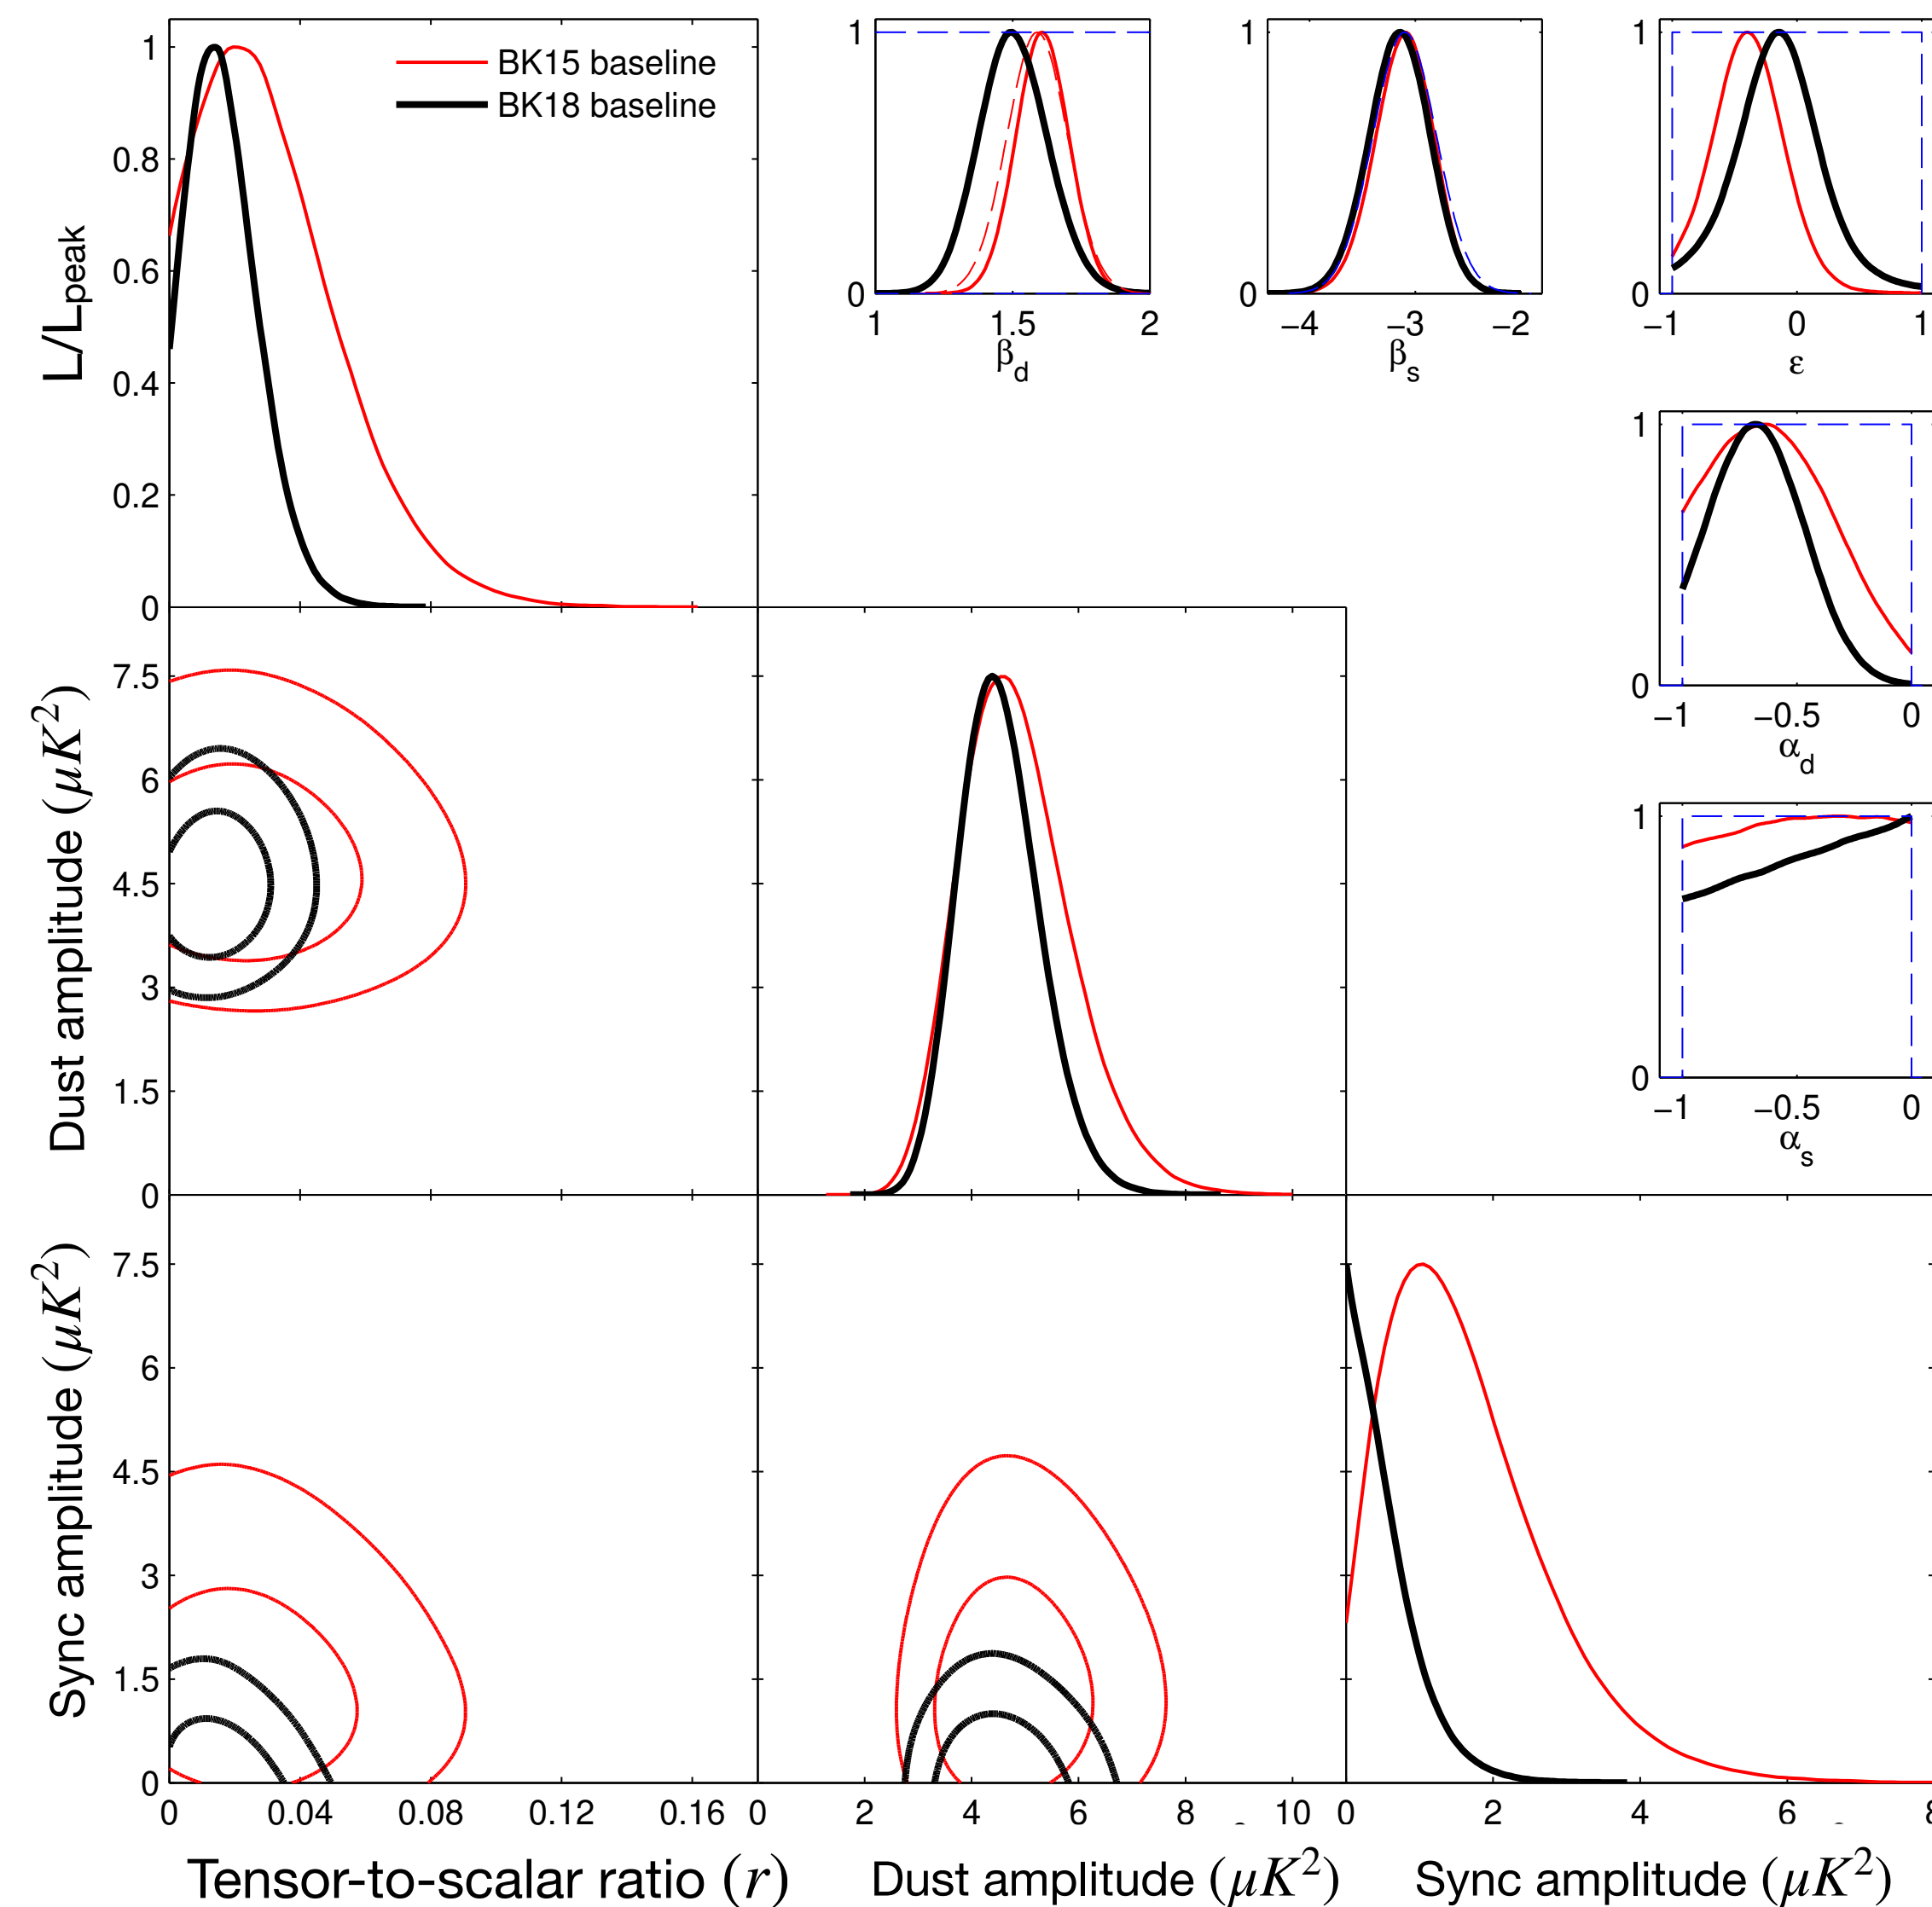 BK15 baseline
BK18 baseline
L/Lpeak
1
0.8
0.6
0.4
0.2
0
1
0
1 1.5 2
βd
1
0
−4 −3 −2
βs
1
0
−1 0 1
ε
1
0
−1 −0.5 0
αd
1
0
−1 −0.5 0
αs
Dust amplitude (μK²)
7.5
6
4.5
3
1.5
0
Sync amplitude (μK²)
7.5
6
4.5
3
1.5
0
0 0.04 0.08 0.12 0.16 0 2 4 6 8 10 0 2 4 6
Tensor-to-scalar ratio (r) Dust amplitude (μK²) Sync amplitude (μK²)